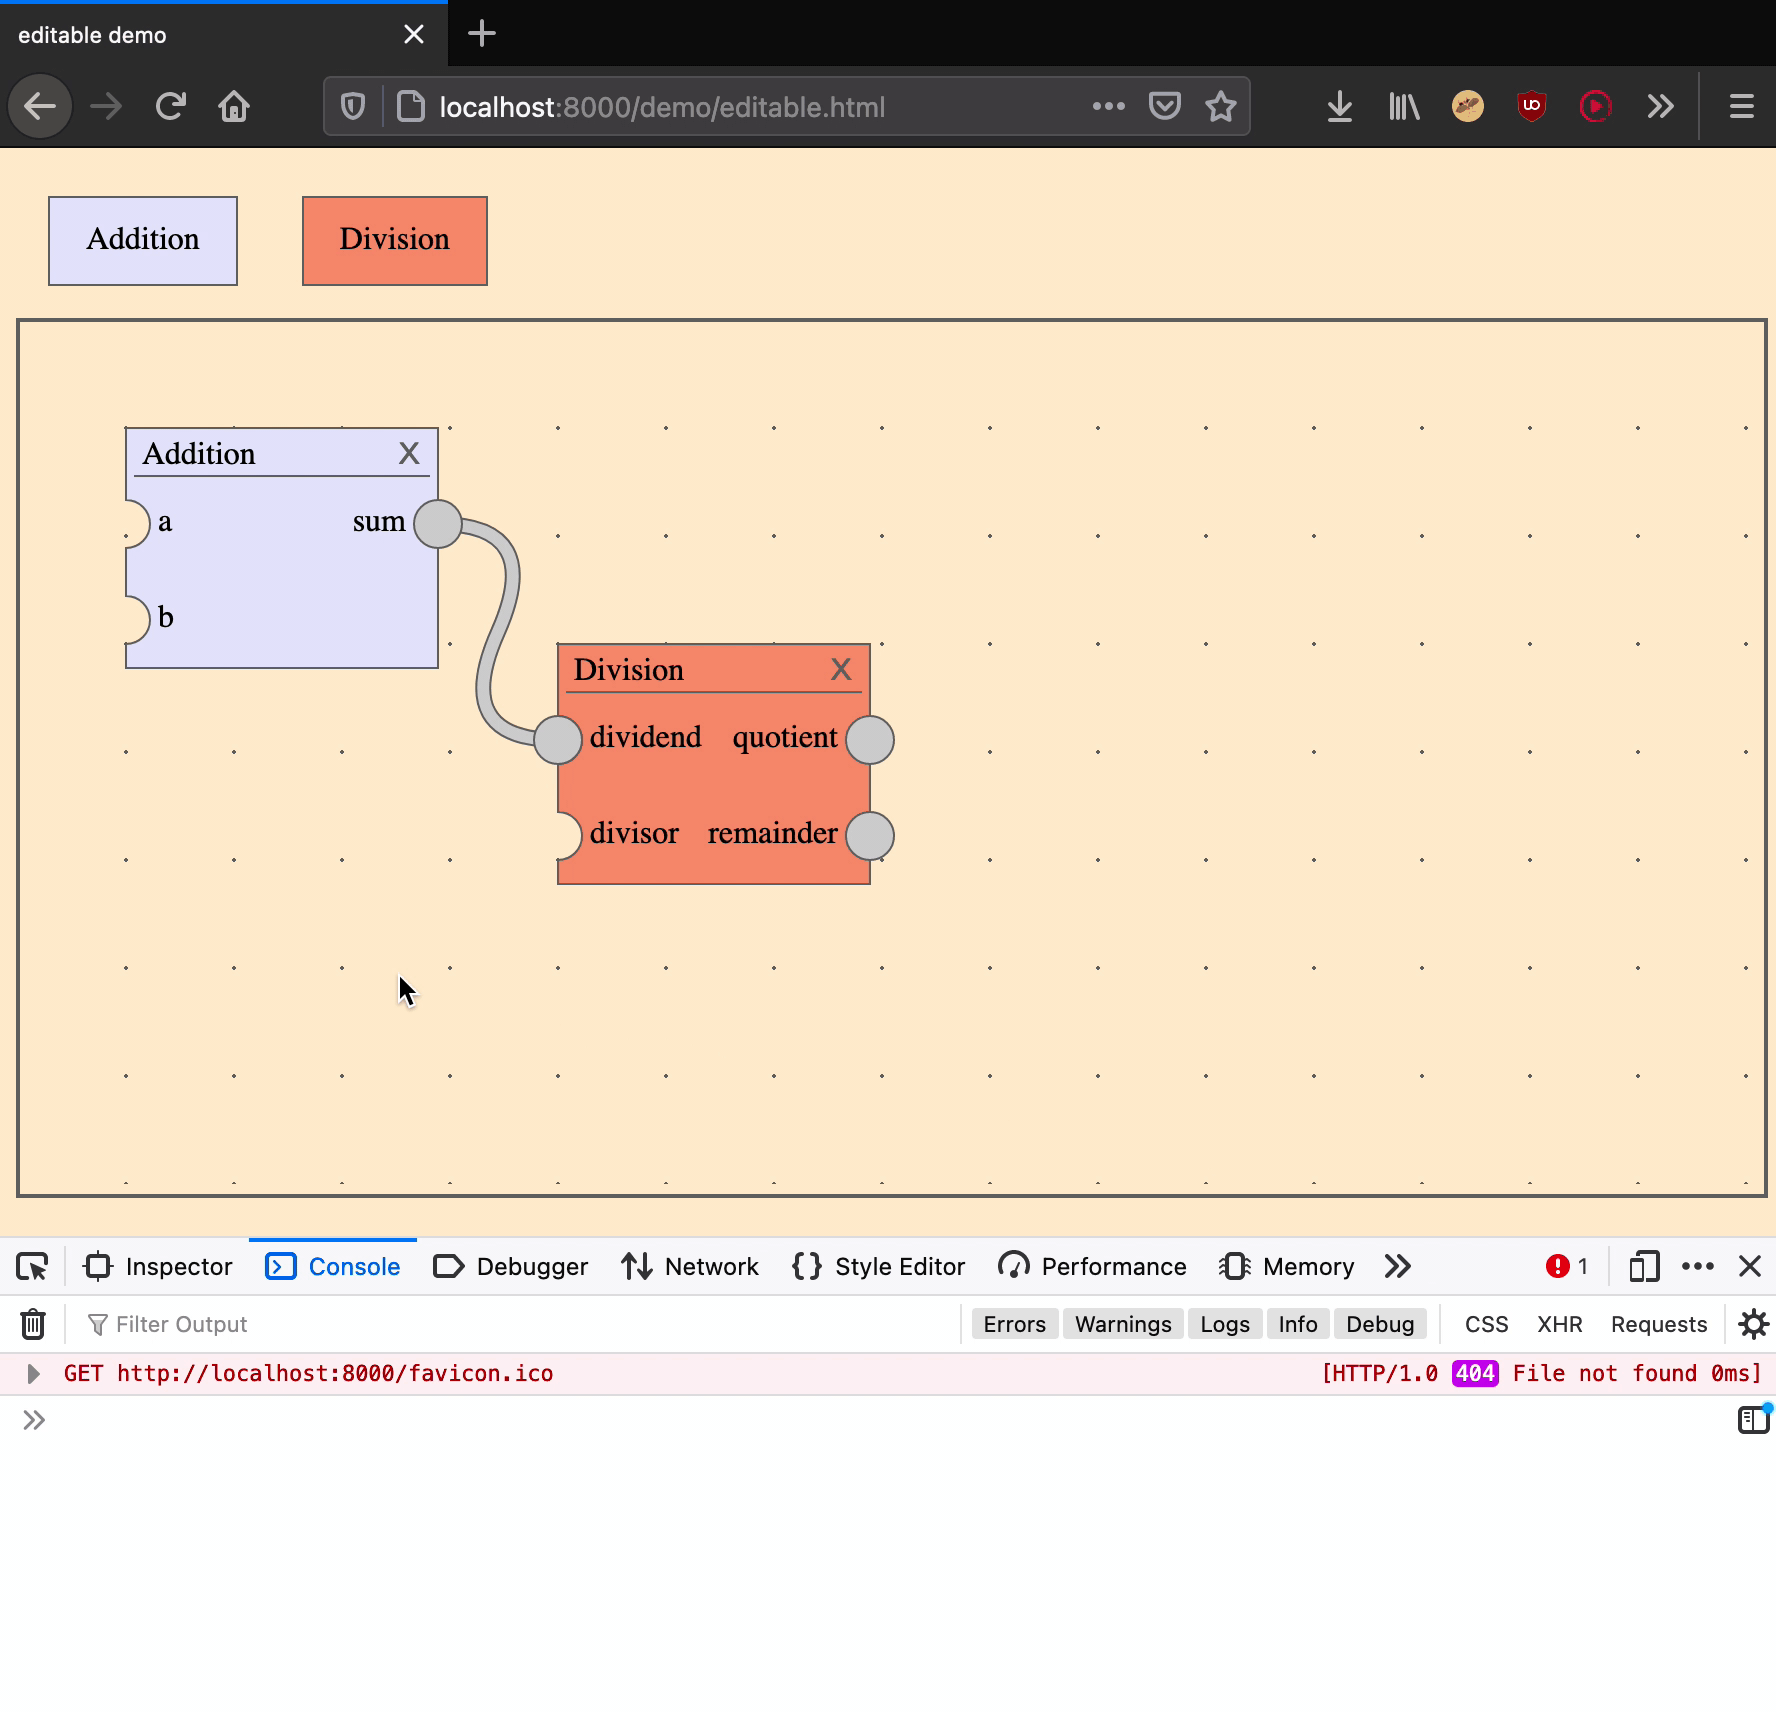 editable demo
localhost:8000/demo/editable.html
Addition
Division
Addition X
a sum
b
Division X
dividend quotient
divisor remainder
Inspector Console Debugger Network Style Editor Performance Memory 1
Filter Output Errors Warnings Logs Info Debug CSS XHR Requests
GET http://localhost:8000/favicon.ico [HTTP/1.0 404 File not found 0ms]